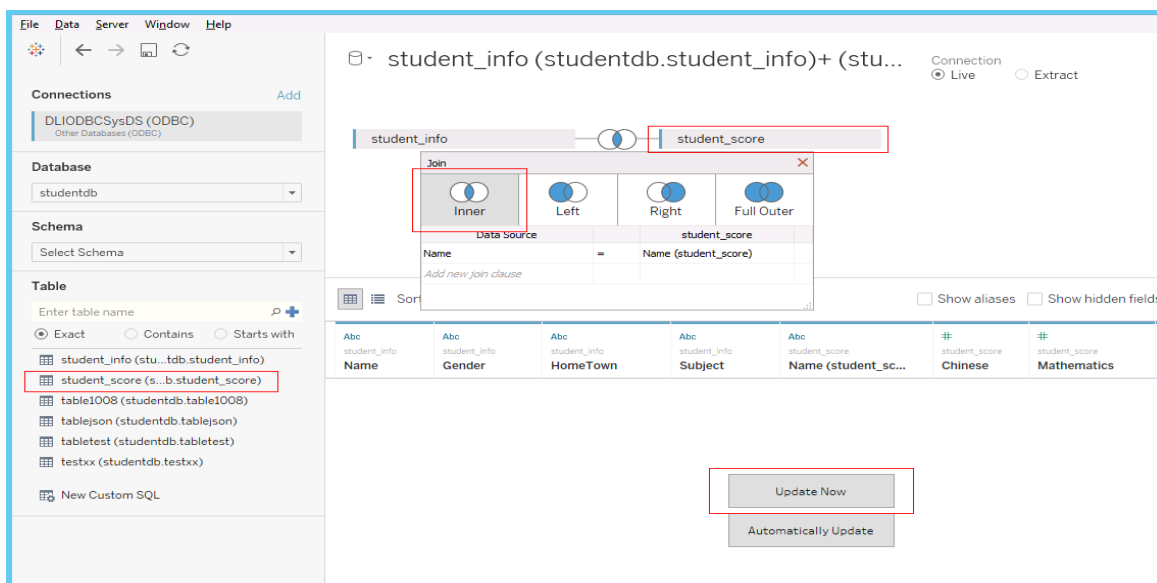 File Data Server Window Help
Connections Add
DLIODBCSysDS (ODBC)
Other Databases (ODBC)
Database
studentdb
Schema
Select Schema
Table
Enter table name
Exact Contains Starts with
student_info (stu...tdb.student_info)
student_score (s...b.student_score)
table1008 (studentdb.table1008)
tablejson (studentdb.tablejson)
tabletest (studentdb.tabletest)
testxx (studentdb.testxx)
New Custom SQL
student_info (studentdb.student_info)+ (stu...
Connection
Live Extract
student_info student_score
Join
Inner Left Right Full Outer
Data Source student_score
Name = Name (student_score)
Add new join clause
Sort Show aliases Show hidden fields
Abc Abc Abc Abc Abc # #
student_info student_info student_info student_info student_score student_score student_score
Name Gender HomeTown Subject Name (student_sc... Chinese Mathematics
Update Now
Automatically Update